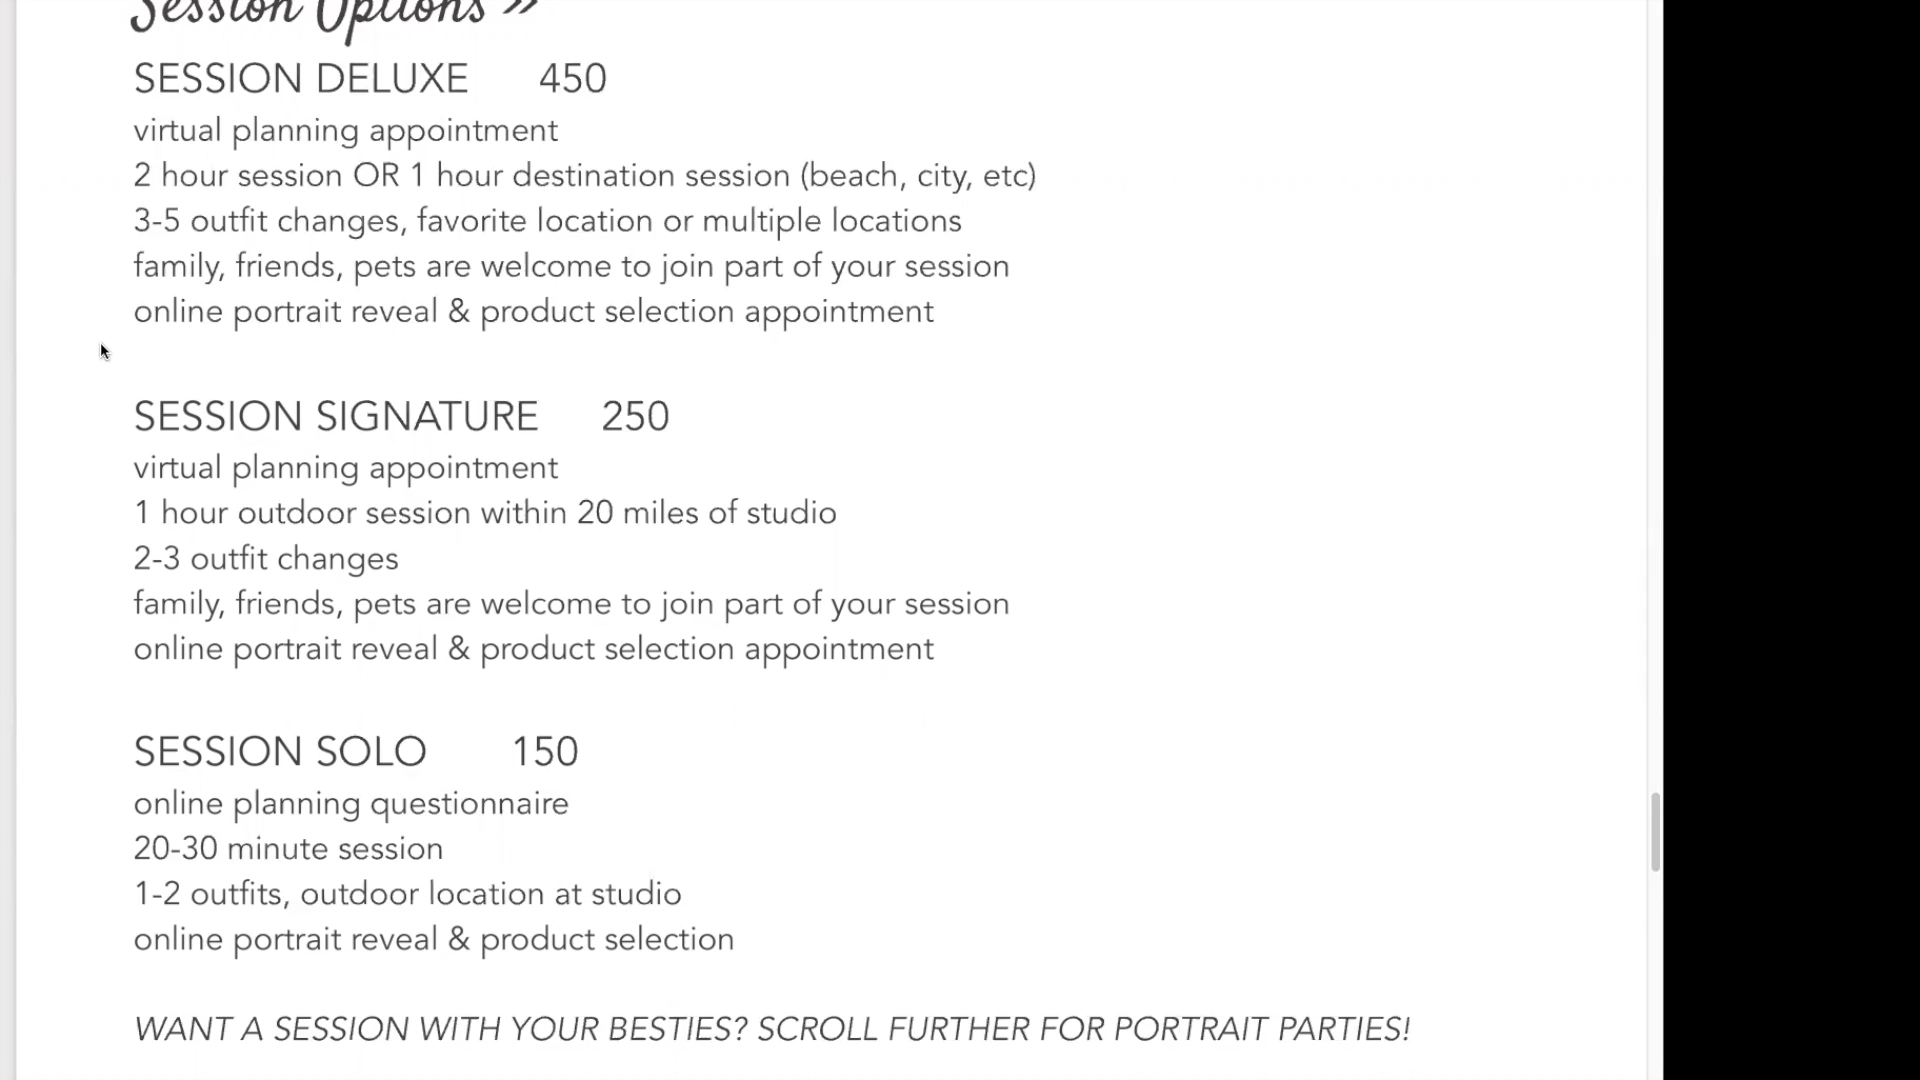 Session Options »
SESSION DELUXE 450
virtual planning appointment
2 hour session OR 1 hour destination session (beach, city, etc)
3-5 outfit changes, favorite location or multiple locations
family, friends, pets are welcome to join part of your session
online portrait reveal & product selection appointment
SESSION SIGNATURE 250
virtual planning appointment
1 hour outdoor session within 20 miles of studio
2-3 outfit changes
family, friends, pets are welcome to join part of your session
online portrait reveal & product selection appointment
SESSION SOLO 150
online planning questionnaire
20-30 minute session
1-2 outfits, outdoor location at studio
online portrait reveal & product selection
WANT A SESSION WITH YOUR BESTIES? SCROLL FURTHER FOR PORTRAIT PARTIES!